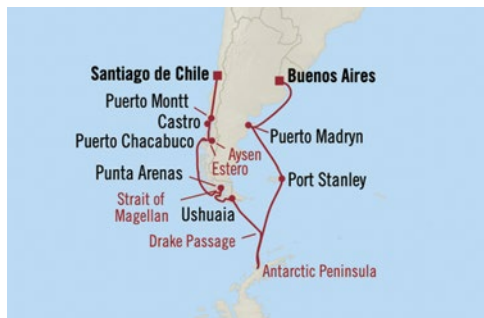 Santiago de Chile
Buenos Aires
Puerto Montt
Castro
Puerto Madryn
Puerto Chacabuco
Aysen
Estero
Punta Arenas
Port Stanley
Strait of
Magellan
Ushuaia
Drake Passage
Antarctic Peninsula